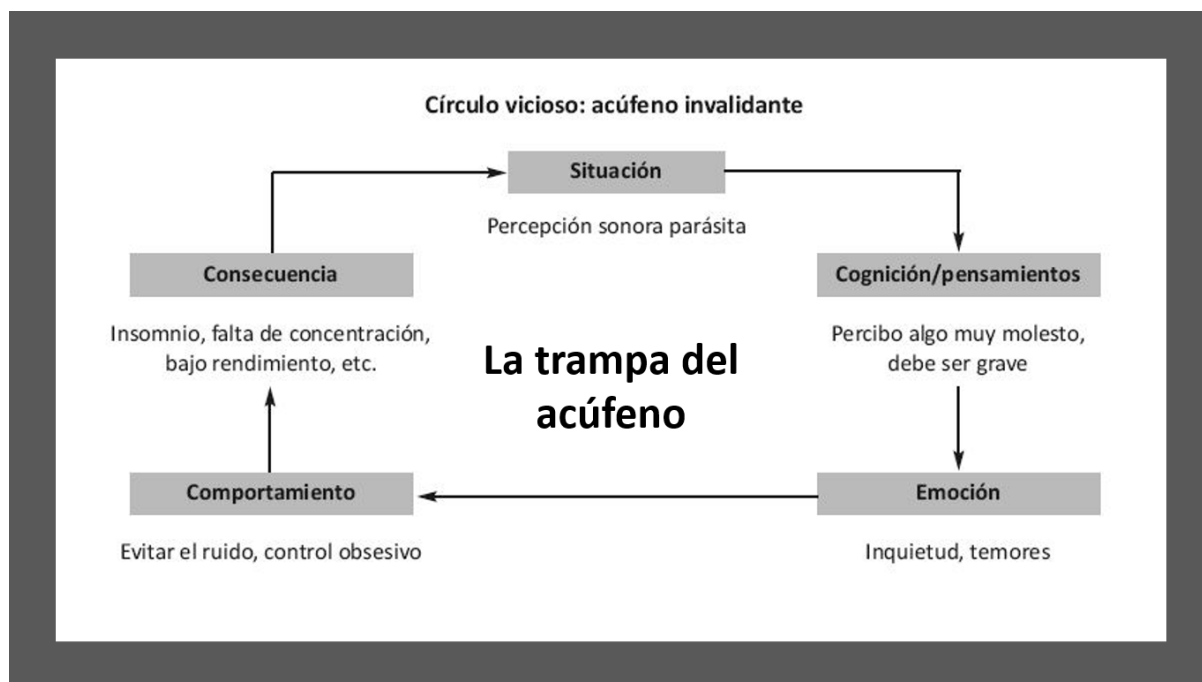 Círculo vicioso: acúfeno invalidante
Situación
Percepción sonora parásita
Cognición/pensamientos
Percibo algo muy molesto,
debe ser grave
Emoción
Inquietud, temores
Comportamiento
Evitar el ruido, control obsesivo
Consecuencia
Insomnio, falta de concentración,
bajo rendimiento, etc.
La trampa del
acúfeno